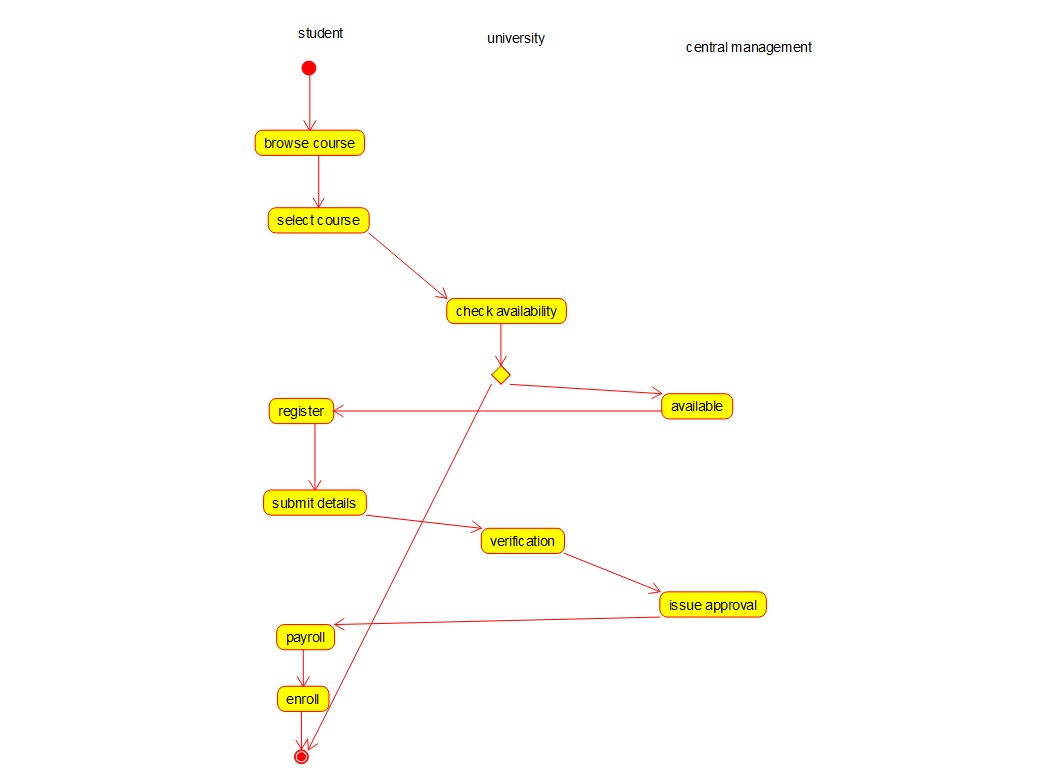 student
university
central management
browse course
select course
check availability
available
register
submit details
verification
issue approval
payroll
enroll